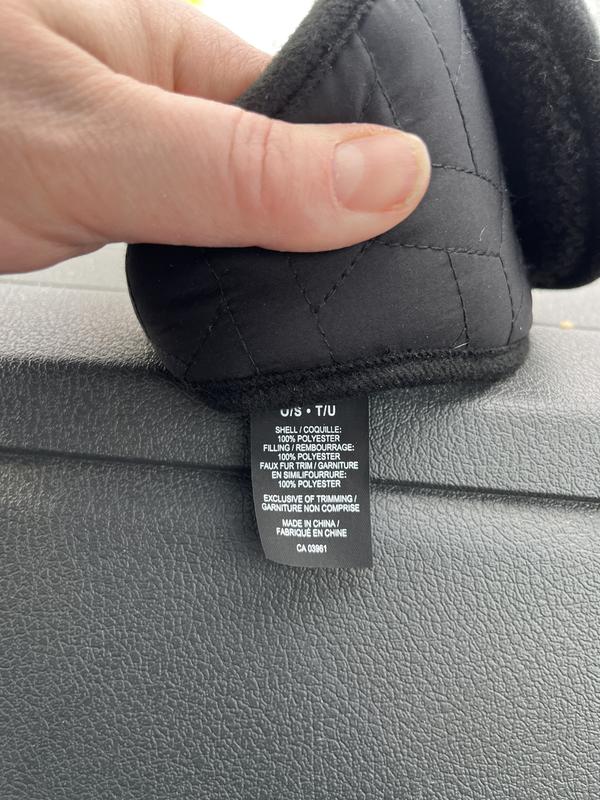 O/S • T/U
SHELL / COQUILLE:
100% POLYESTER
FILLING / REMBOURRAGE:
100% POLYESTER
FAUX FUR TRIM / GARNITURE
EN SIMILIFOURRURE:
100% POLYESTER
EXCLUSIVE OF TRIMMING /
GARNITURE NON COMPRISE
MADE IN CHINA /
FABRIQUÉ EN CHINE
CA 03961